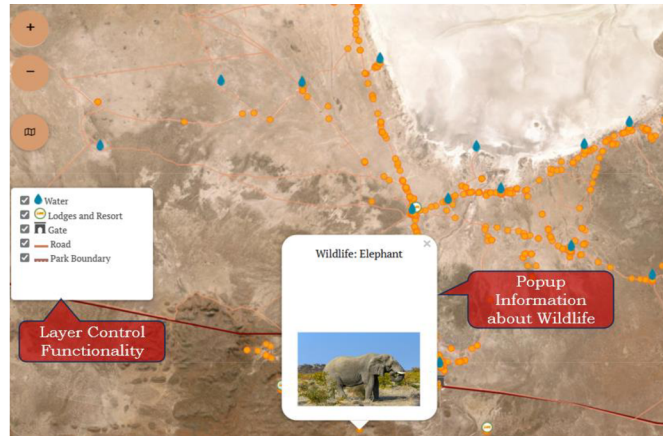 +
−
Water
Lodges and Resort
Gate
Road
Park Boundary
Layer Control
Functionality
Wildlife: Elephant
×
Popup
Information
about Wildlife